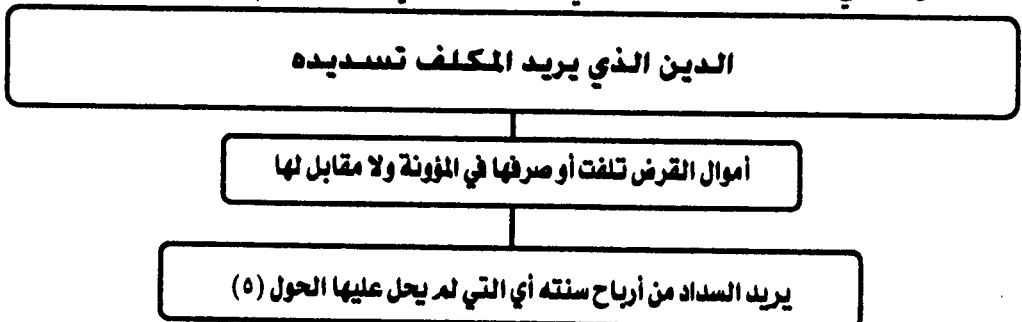 الدين الذي يريد المكلف تسديده
أموال القرض تلفت أو صرفها في المؤونة ولا مقابل لها
يريد السداد من أرباح سنته أي التي لم يحل عليها الحول (٥)